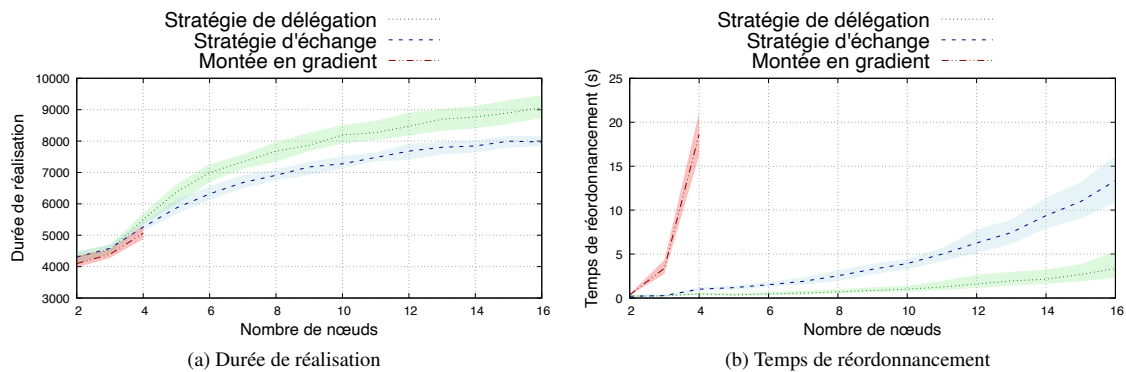 Stratégie de délégation
Stratégie d'échange
Montée en gradient
10000
9000
8000
7000
6000
5000
4000
3000
Durée de réalisation
2 4 6 8 10 12 14 16
Nombre de nœuds
(a) Durée de réalisation
Stratégie de délégation
Stratégie d'échange
Montée en gradient
25
20
15
10
5
0
Temps de réordonnancement (s)
2 4 6 8 10 12 14 16
Nombre de nœuds
(b) Temps de réordonnancement